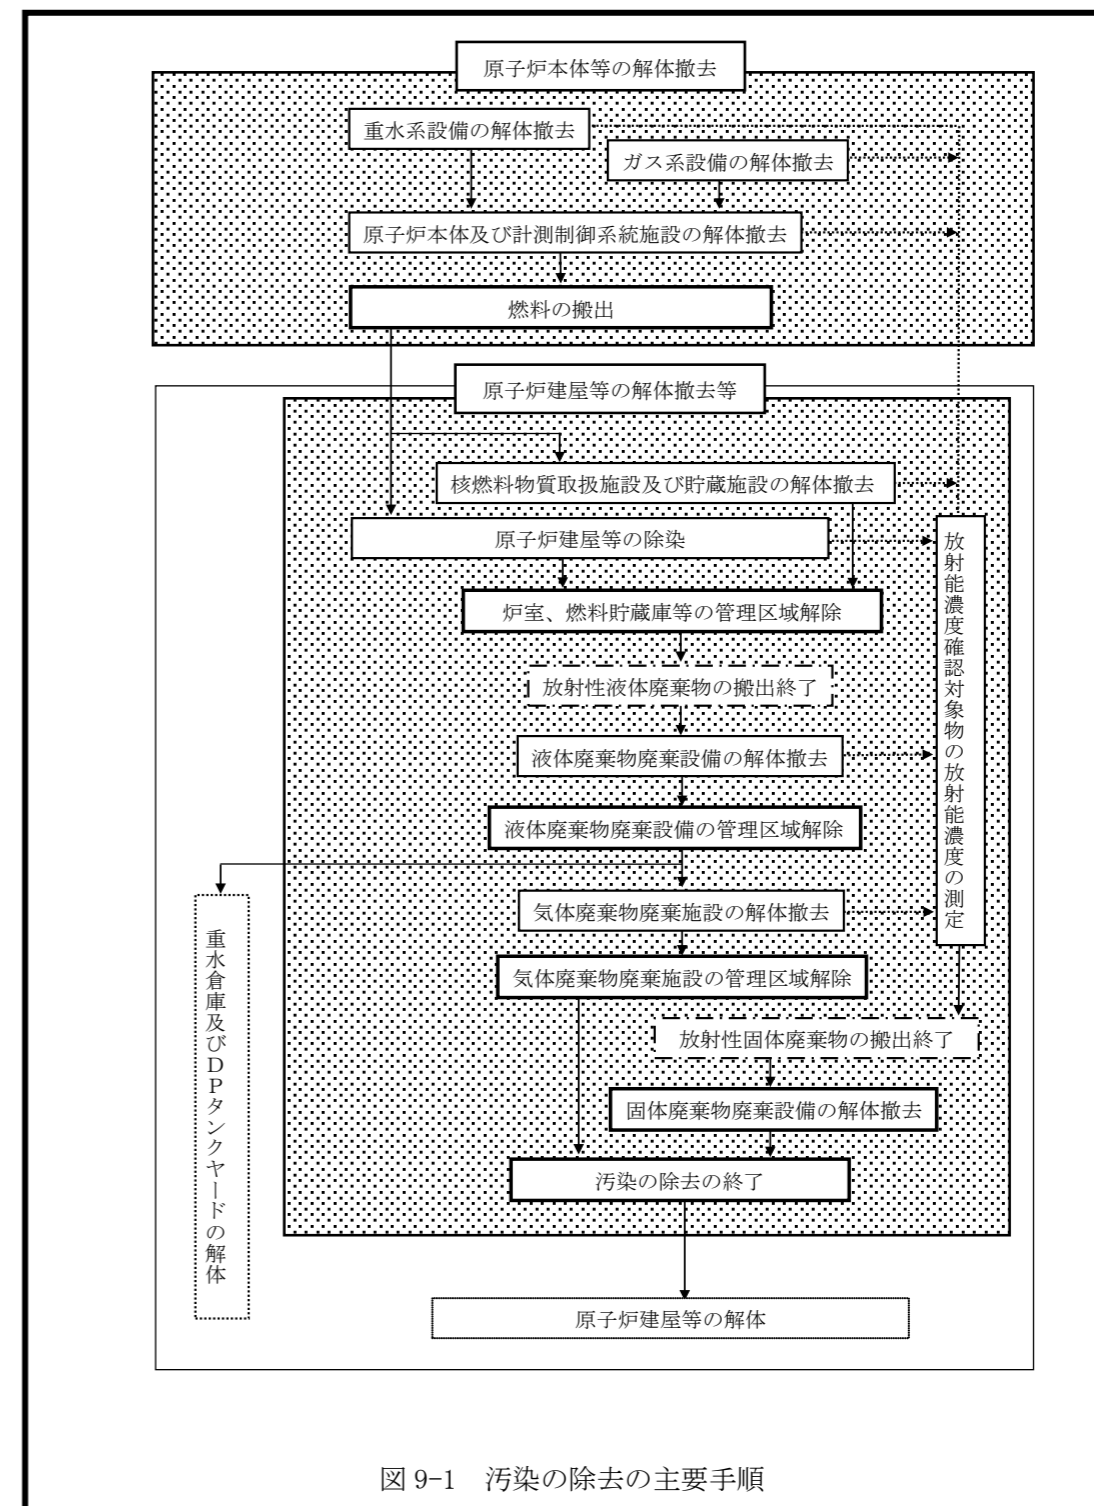 原子炉本体等の解体撤去
重水系設備の解体撤去
ガス系設備の解体撤去
原子炉本体及び計測制御系統施設の解体撤去
燃料の搬出
原子炉建屋等の解体撤去等
核燃料物質取扱施設及び貯蔵施設の解体撤去
原子炉建屋等の除染
炉室、燃料貯蔵庫等の管理区域解除
放射性液体廃棄物の搬出終了
液体廃棄物廃棄設備の解体撤去
液体廃棄物廃棄設備の管理区域解除
放射能濃度確認対象物の放射能濃度の測定
気体廃棄物廃棄施設の解体撤去
重水倉庫及びDPタンクヤードの解体
気体廃棄物廃棄施設の管理区域解除
放射性固体廃棄物の搬出終了
固体廃棄物廃棄設備の解体撤去
汚染の除去の終了
原子炉建屋等の解体
図 9-1 汚染の除去の主要手順